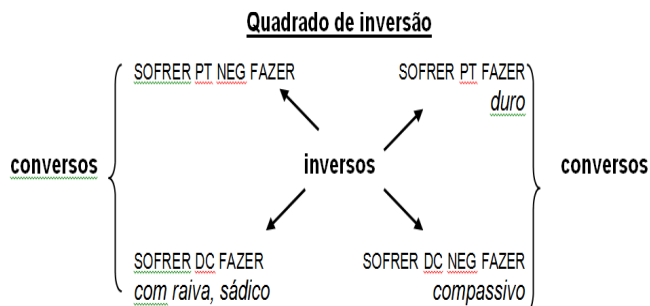 Quadrado de inversão
SOFRER PT NEG FAZER
SOFRER PT FAZER
duro
conversos
inversos
conversos
SOFRER DC FAZER
com raiva, sádico
SOFRER DC NEG FAZER
compassivo